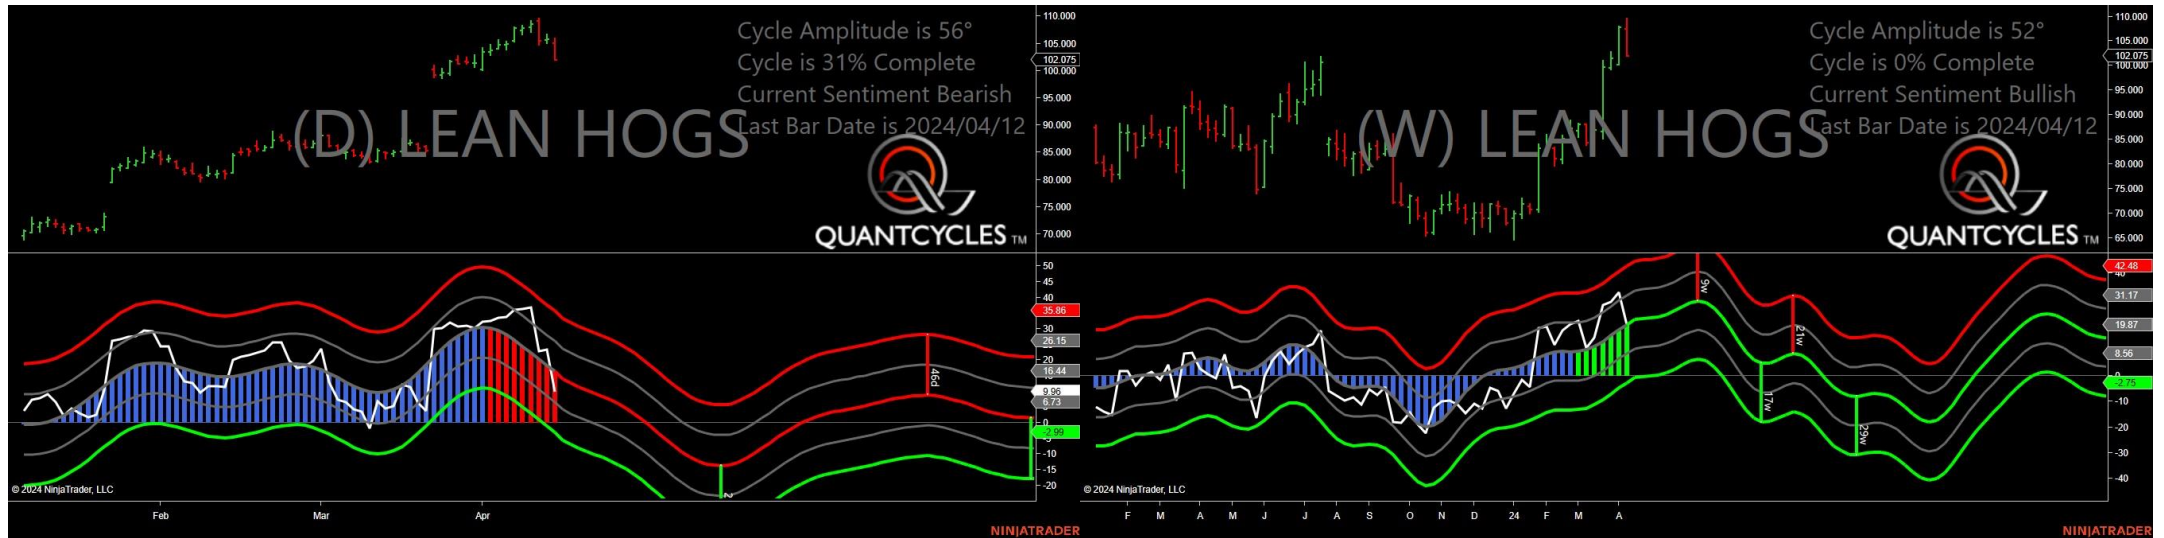 Cycle Amplitude is 56°
Cycle is 31% Complete
Current Sentiment Bearish
Last Bar Date is 2024/04/12
(D) LEAN HOGS
QUANTCYCLES TM
110.000
105.000
102.075
100.000
95.000
90.000
85.000
80.000
75.000
70.000
50
45
40
35.86
30
26.15
20
16.44
9.96
6.73
0
-2.99
-10
-15
-20
46d
© 2024 NinjaTrader, LLC
Feb Mar Apr
NINJATRADER
Cycle Amplitude is 52°
Cycle is 0% Complete
Current Sentiment Bullish
Last Bar Date is 2024/04/12
(W) LEAN HOGS
QUANTCYCLES TM
110.000
105.000
102.075
100.000
95.000
90.000
85.000
80.000
75.000
70.000
65.000
42.48
40
31.17
19.87
8.56
0
-2.75
-10
-20
-30
-40
9w
21w
17w
29w
© 2024 NinjaTrader, LLC
F M A M J J A S O N D 24 F M A
NINJATRADER